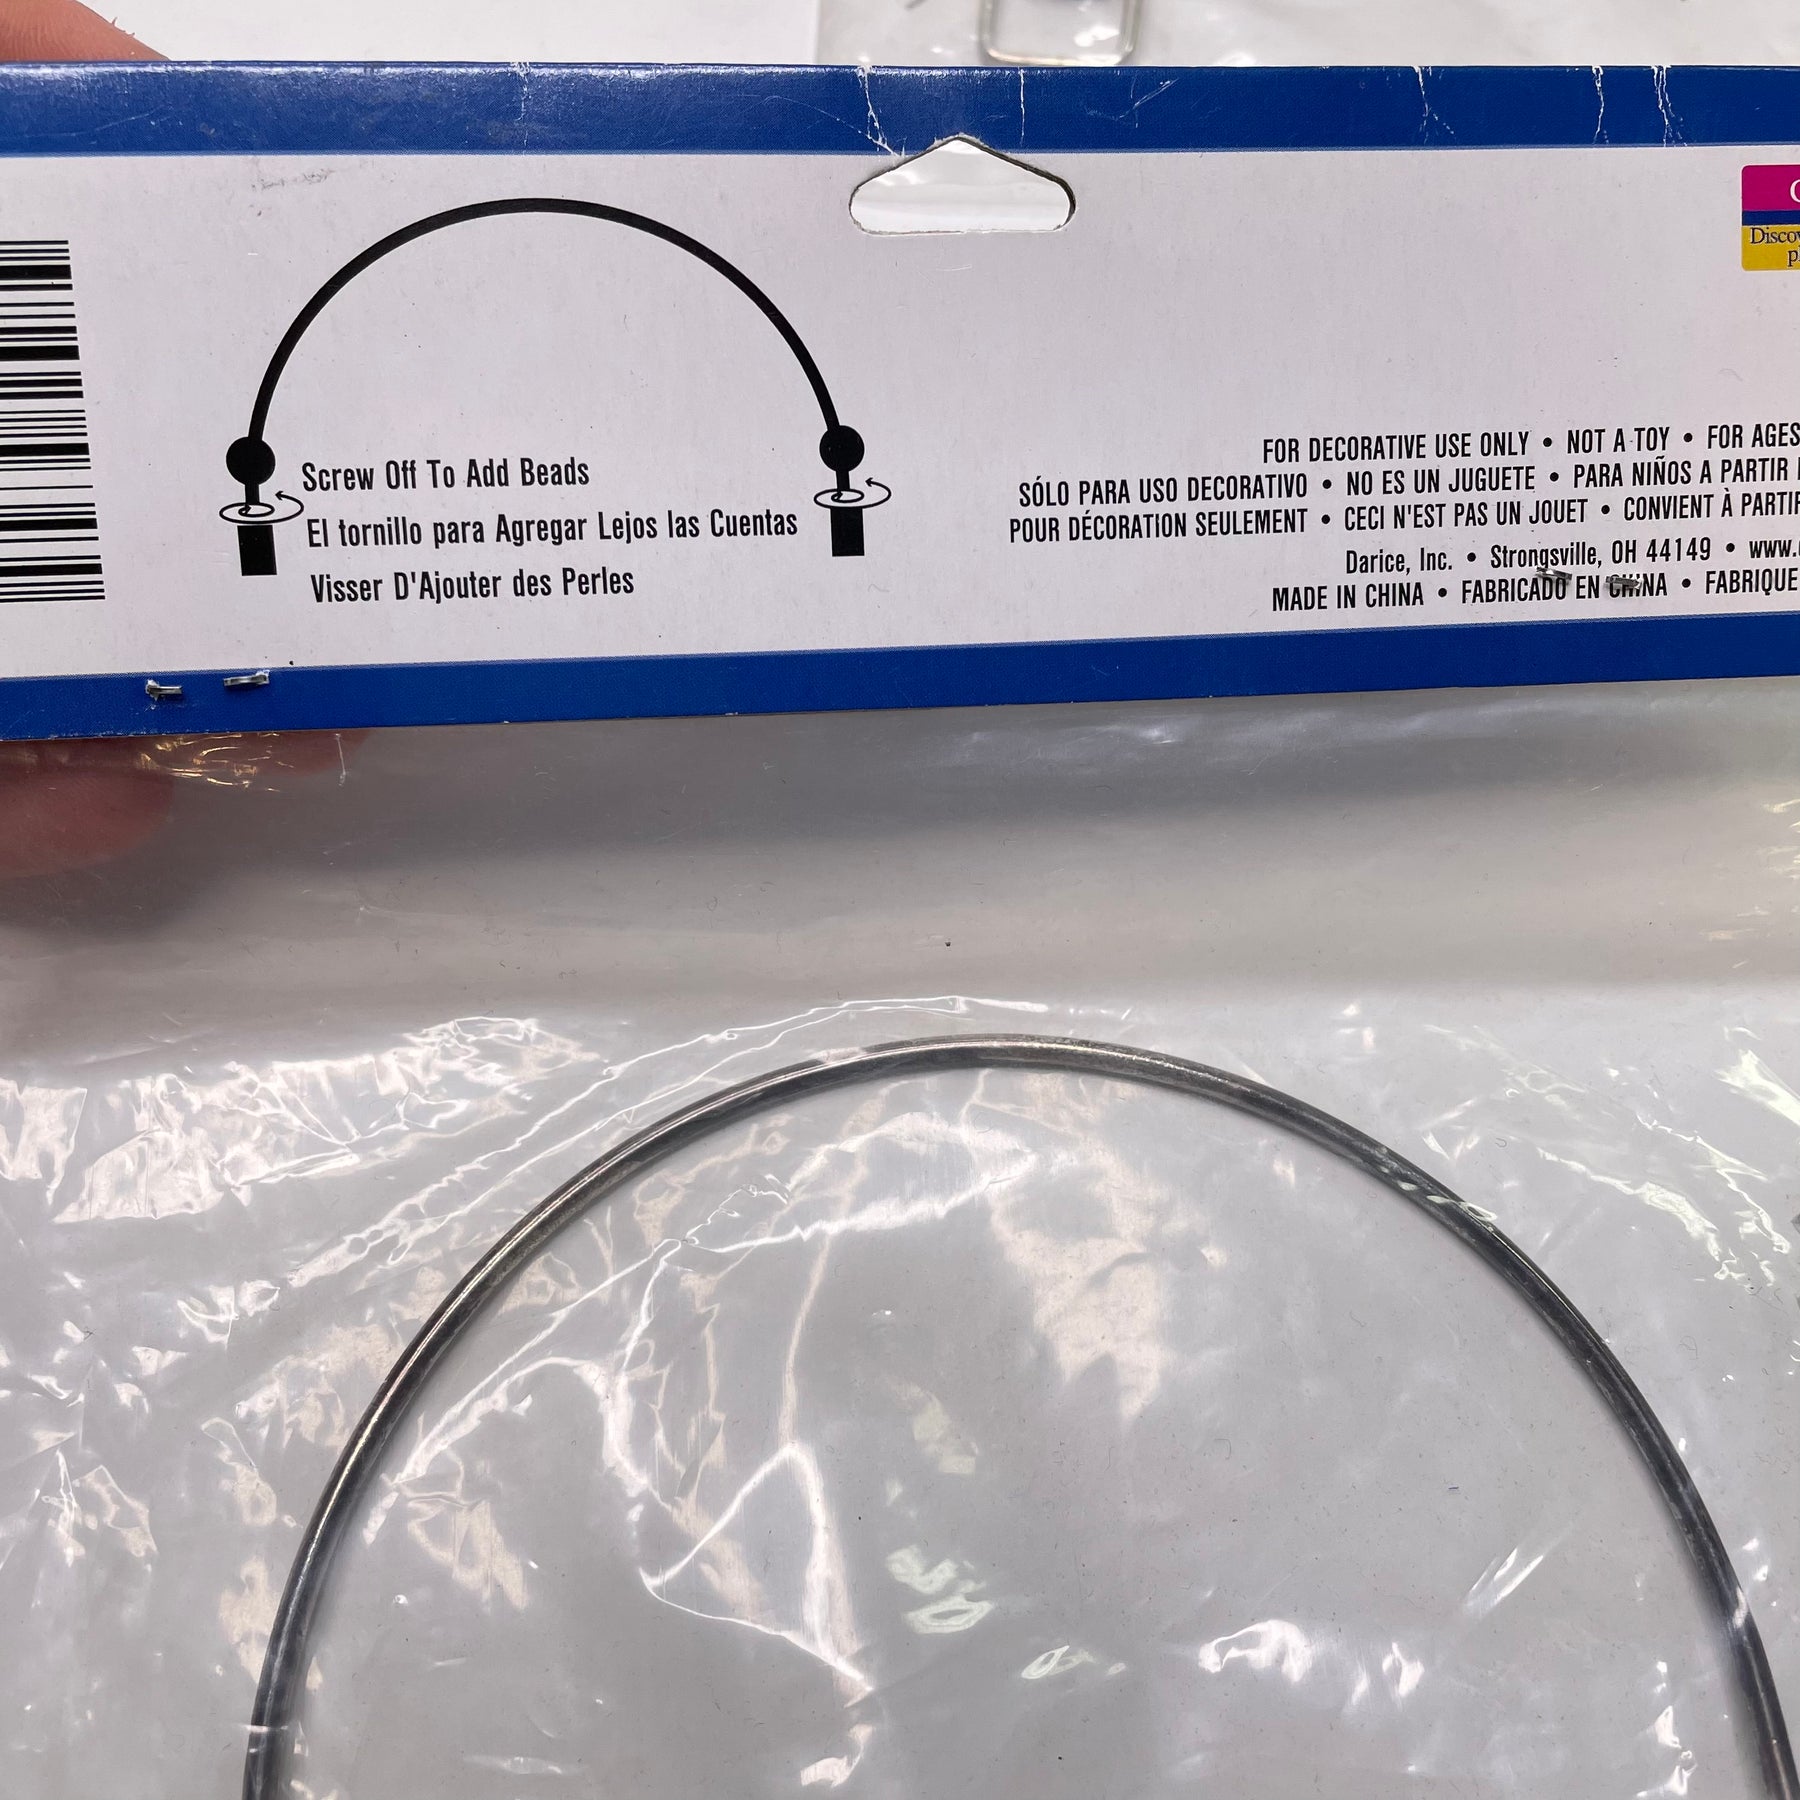 Screw Off To Add Beads
El tornillo para Agregar Lejos las Cuentas
Visser D'Ajouter des Perles
FOR DECORATIVE USE ONLY • NOT A TOY • FOR AGES
SÓLO PARA USO DECORATIVO • NO ES UN JUGUETE • PARA NIÑOS A PARTIR
POUR DÉCORATION SEULEMENT • CECI N'EST PAS UN JOUET • CONVIENT À PARTIR
Darice, Inc. • Strongsville, OH 44149 • www.
MADE IN CHINA • FABRICADO EN CHINA • FABRIQUE